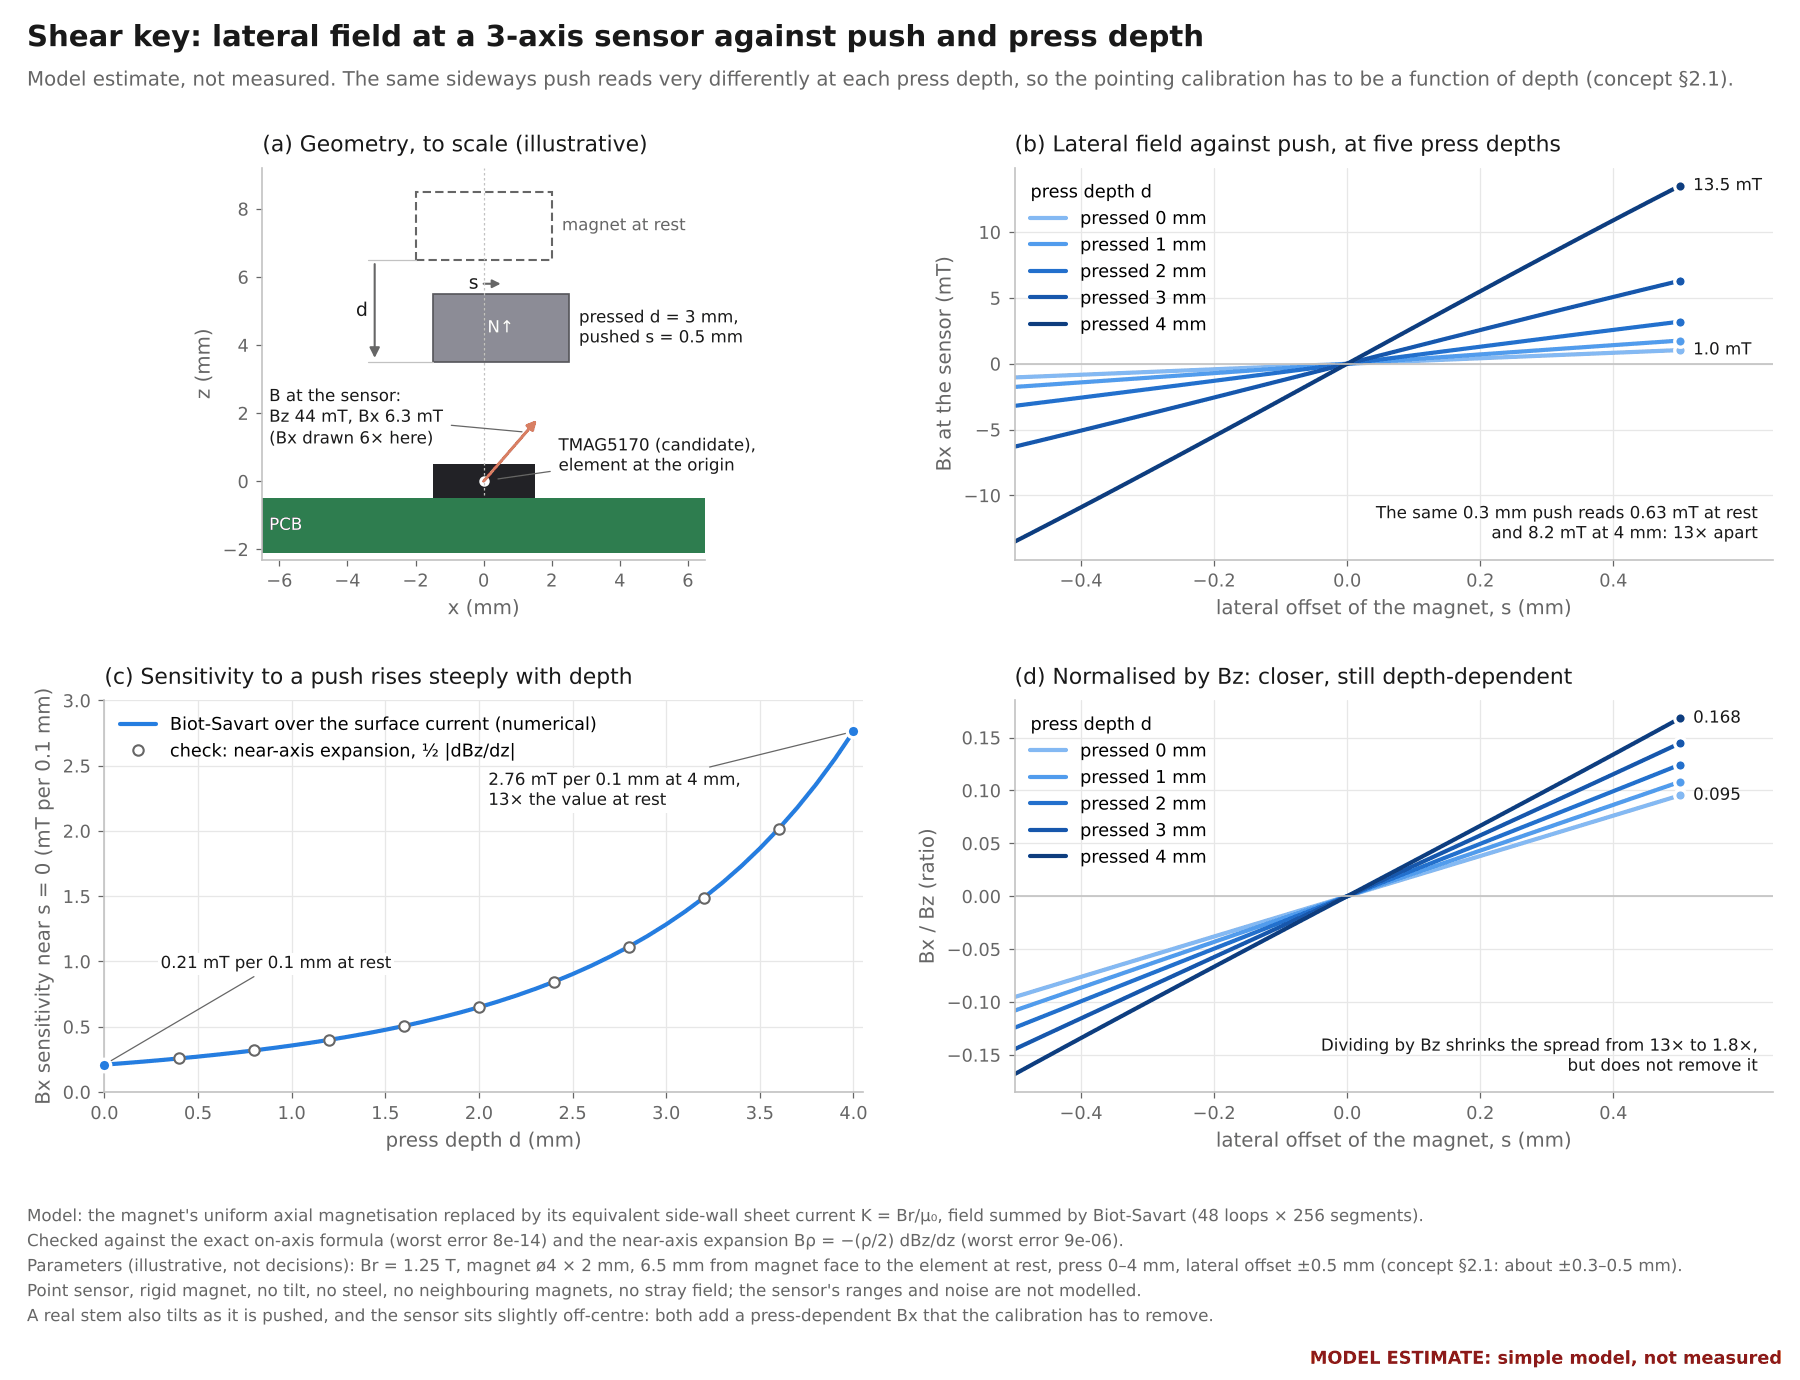 Shear key: lateral field at a 3-axis sensor against push and press depth
Model estimate, not measured. The same sideways push reads very differently at each press depth, so the pointing calibration has to be a function of depth (concept §2.1).
(a) Geometry, to scale (illustrative)
8
6
4
2
0
−2
z (mm)
magnet at rest
s
d
N↑
pressed d = 3 mm,
pushed s = 0.5 mm
B at the sensor:
Bz 44 mT, Bx 6.3 mT
(Bx drawn 6× here)
TMAG5170 (candidate),
element at the origin
PCB
−6 −4 −2 0 2 4 6
x (mm)
(b) Lateral field against push, at five press depths
press depth d
pressed 0 mm
pressed 1 mm
pressed 2 mm
pressed 3 mm
pressed 4 mm
13.5 mT
1.0 mT
10
5
0
−5
−10
Bx at the sensor (mT)
The same 0.3 mm push reads 0.63 mT at rest
and 8.2 mT at 4 mm: 13× apart
−0.4 −0.2 0.0 0.2 0.4
lateral offset of the magnet, s (mm)
(c) Sensitivity to a push rises steeply with depth
3.0
2.5
2.0
1.5
1.0
0.5
0.0
Bx sensitivity near s = 0 (mT per 0.1 mm)
Biot-Savart over the surface current (numerical)
check: near-axis expansion, ½ |dBz/dz|
2.76 mT per 0.1 mm at 4 mm,
13× the value at rest
0.21 mT per 0.1 mm at rest
0.0 0.5 1.0 1.5 2.0 2.5 3.0 3.5 4.0
press depth d (mm)
(d) Normalised by Bz: closer, still depth-dependent
press depth d
pressed 0 mm
pressed 1 mm
pressed 2 mm
pressed 3 mm
pressed 4 mm
0.168
0.095
0.15
0.10
0.05
0.00
−0.05
−0.10
−0.15
Bx / Bz (ratio)
Dividing by Bz shrinks the spread from 13× to 1.8×,
but does not remove it
−0.4 −0.2 0.0 0.2 0.4
lateral offset of the magnet, s (mm)
Model: the magnet's uniform axial magnetisation replaced by its equivalent side-wall sheet current K = Br/μ₀, field summed by Biot-Savart (48 loops × 256 segments).
Checked against the exact on-axis formula (worst error 8e-14) and the near-axis expansion Bρ = −(ρ/2) dBz/dz (worst error 9e-06).
Parameters (illustrative, not decisions): Br = 1.25 T, magnet ø4 × 2 mm, 6.5 mm from magnet face to the element at rest, press 0–4 mm, lateral offset ±0.5 mm (concept §2.1: about ±0.3–0.5 mm).
Point sensor, rigid magnet, no tilt, no steel, no neighbouring magnets, no stray field; the sensor's ranges and noise are not modelled.
A real stem also tilts as it is pushed, and the sensor sits slightly off-centre: both add a press-dependent Bx that the calibration has to remove.
MODEL ESTIMATE: simple model, not measured